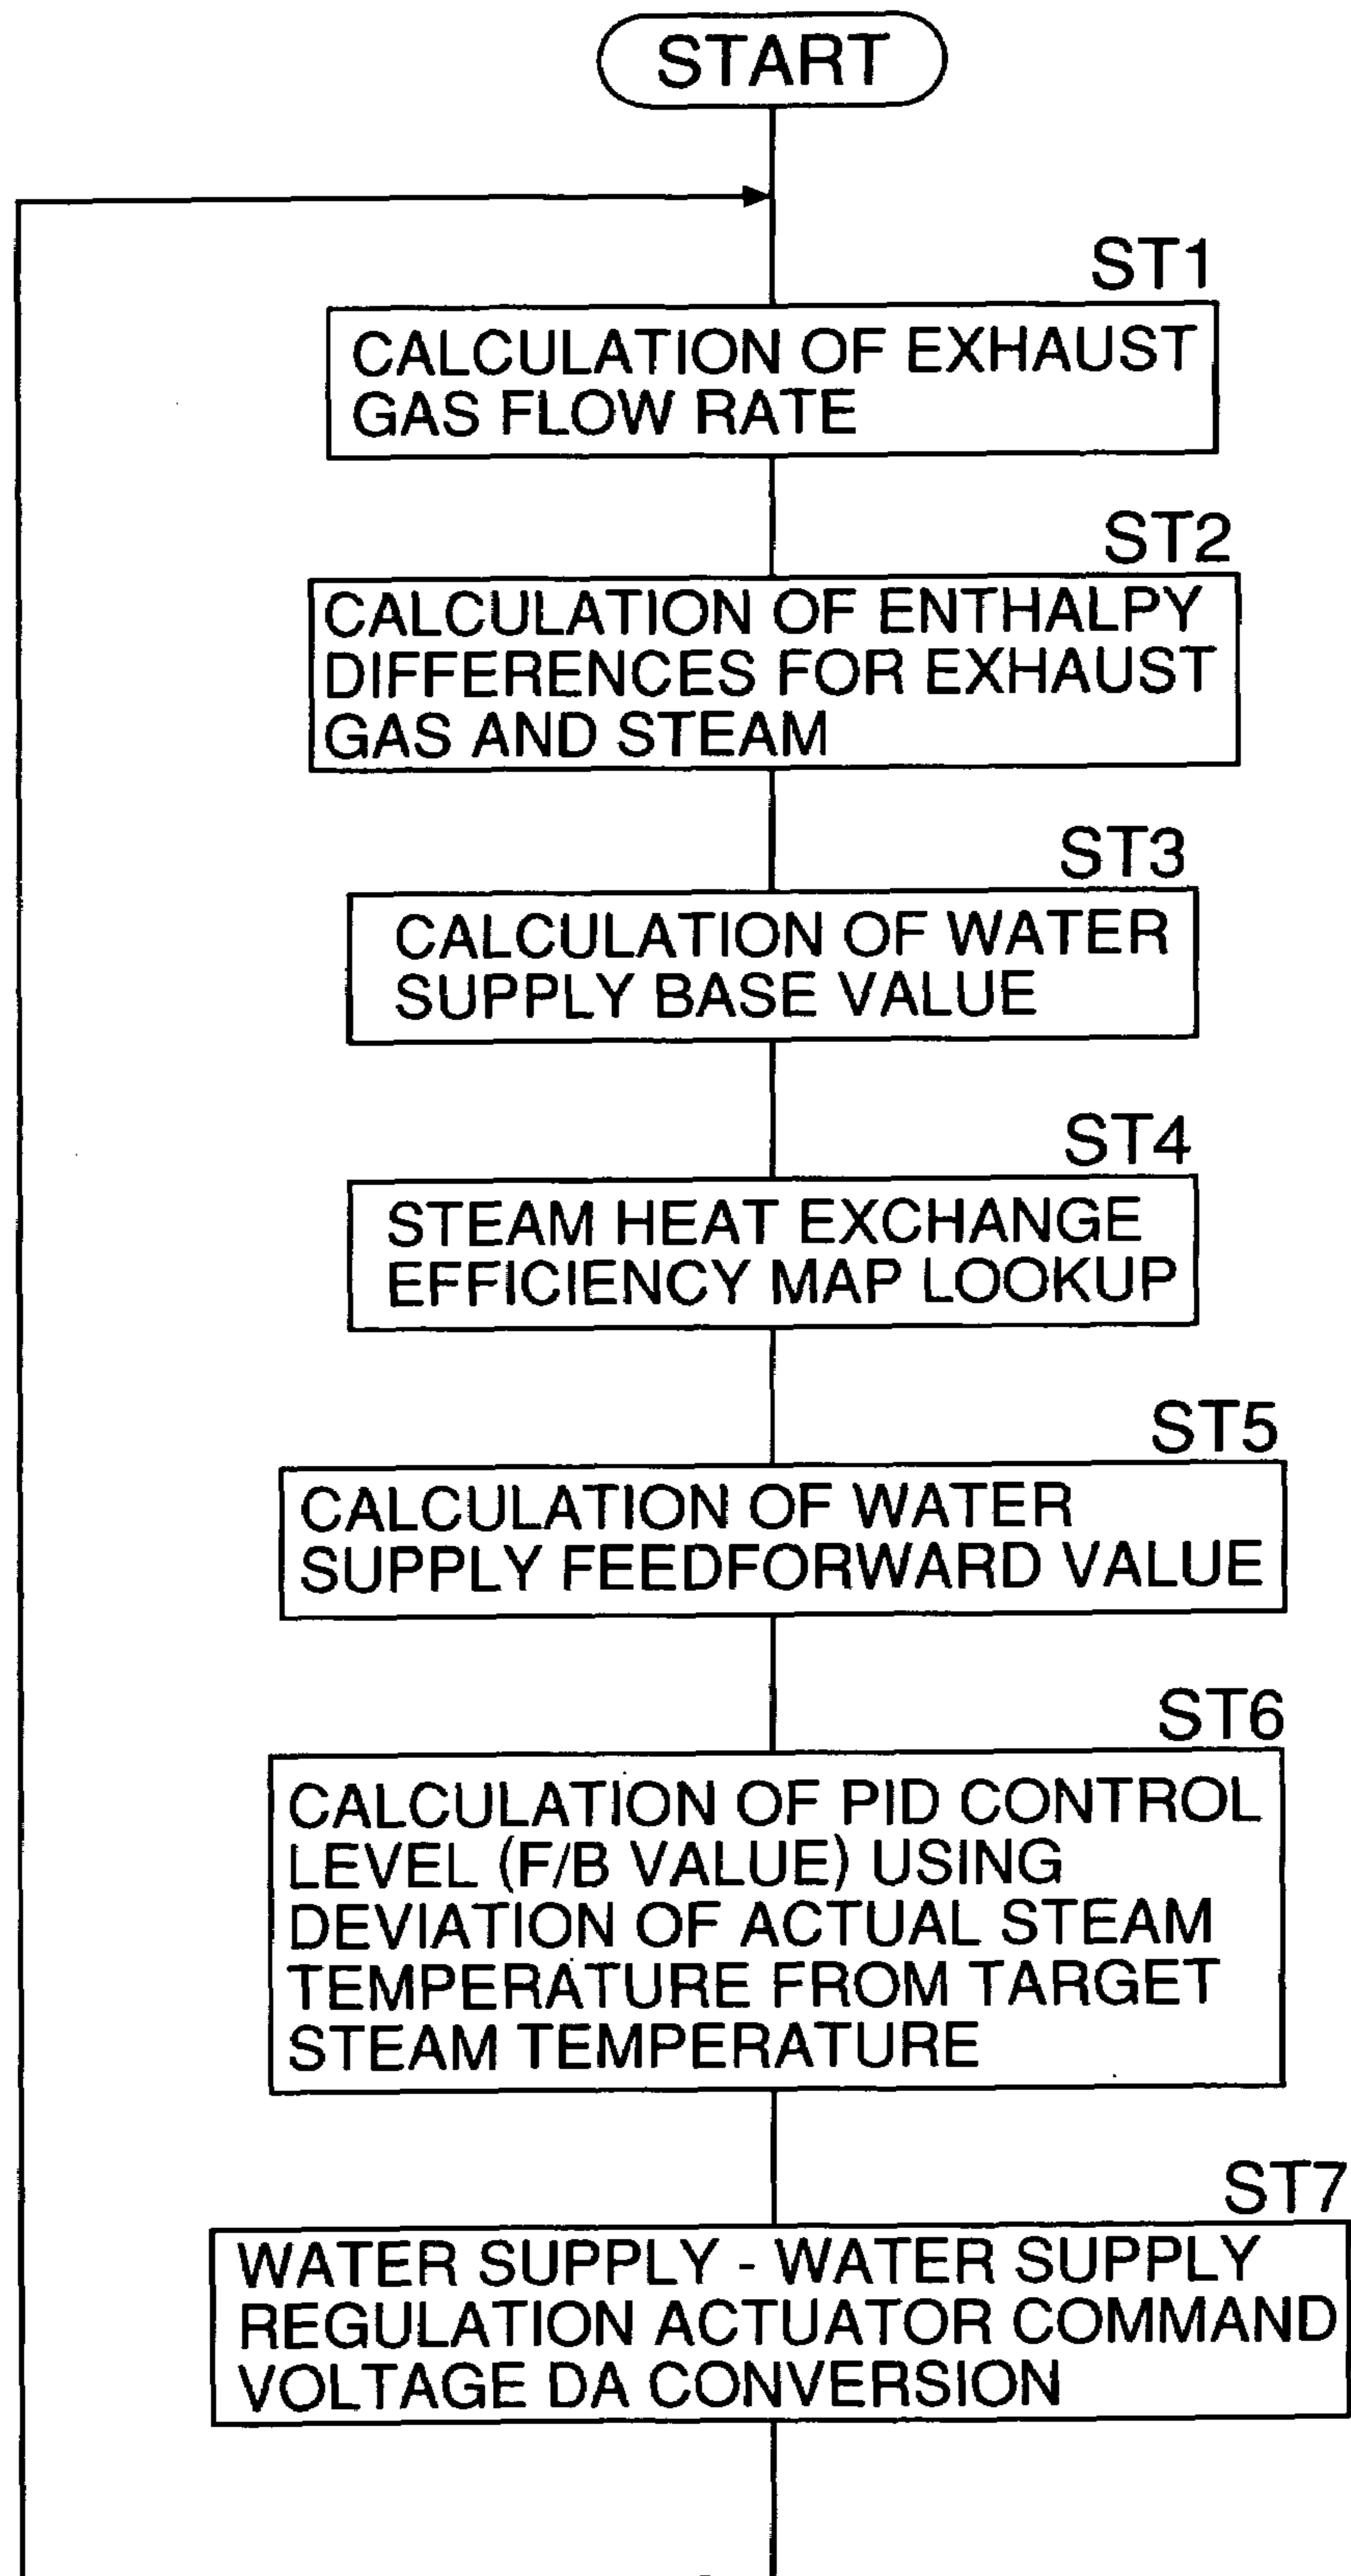 START
ST1
CALCULATION OF EXHAUST
GAS FLOW RATE
ST2
CALCULATION OF ENTHALPY
DIFFERENCES FOR EXHAUST
GAS AND STEAM
ST3
CALCULATION OF WATER
SUPPLY BASE VALUE
ST4
STEAM HEAT EXCHANGE
EFFICIENCY MAP LOOKUP
ST5
CALCULATION OF WATER
SUPPLY FEEDFORWARD VALUE
ST6
CALCULATION OF PID CONTROL
LEVEL (F/B VALUE) USING
DEVIATION OF ACTUAL STEAM
TEMPERATURE FROM TARGET
STEAM TEMPERATURE
ST7
WATER SUPPLY - WATER SUPPLY
REGULATION ACTUATOR COMMAND
VOLTAGE DA CONVERSION